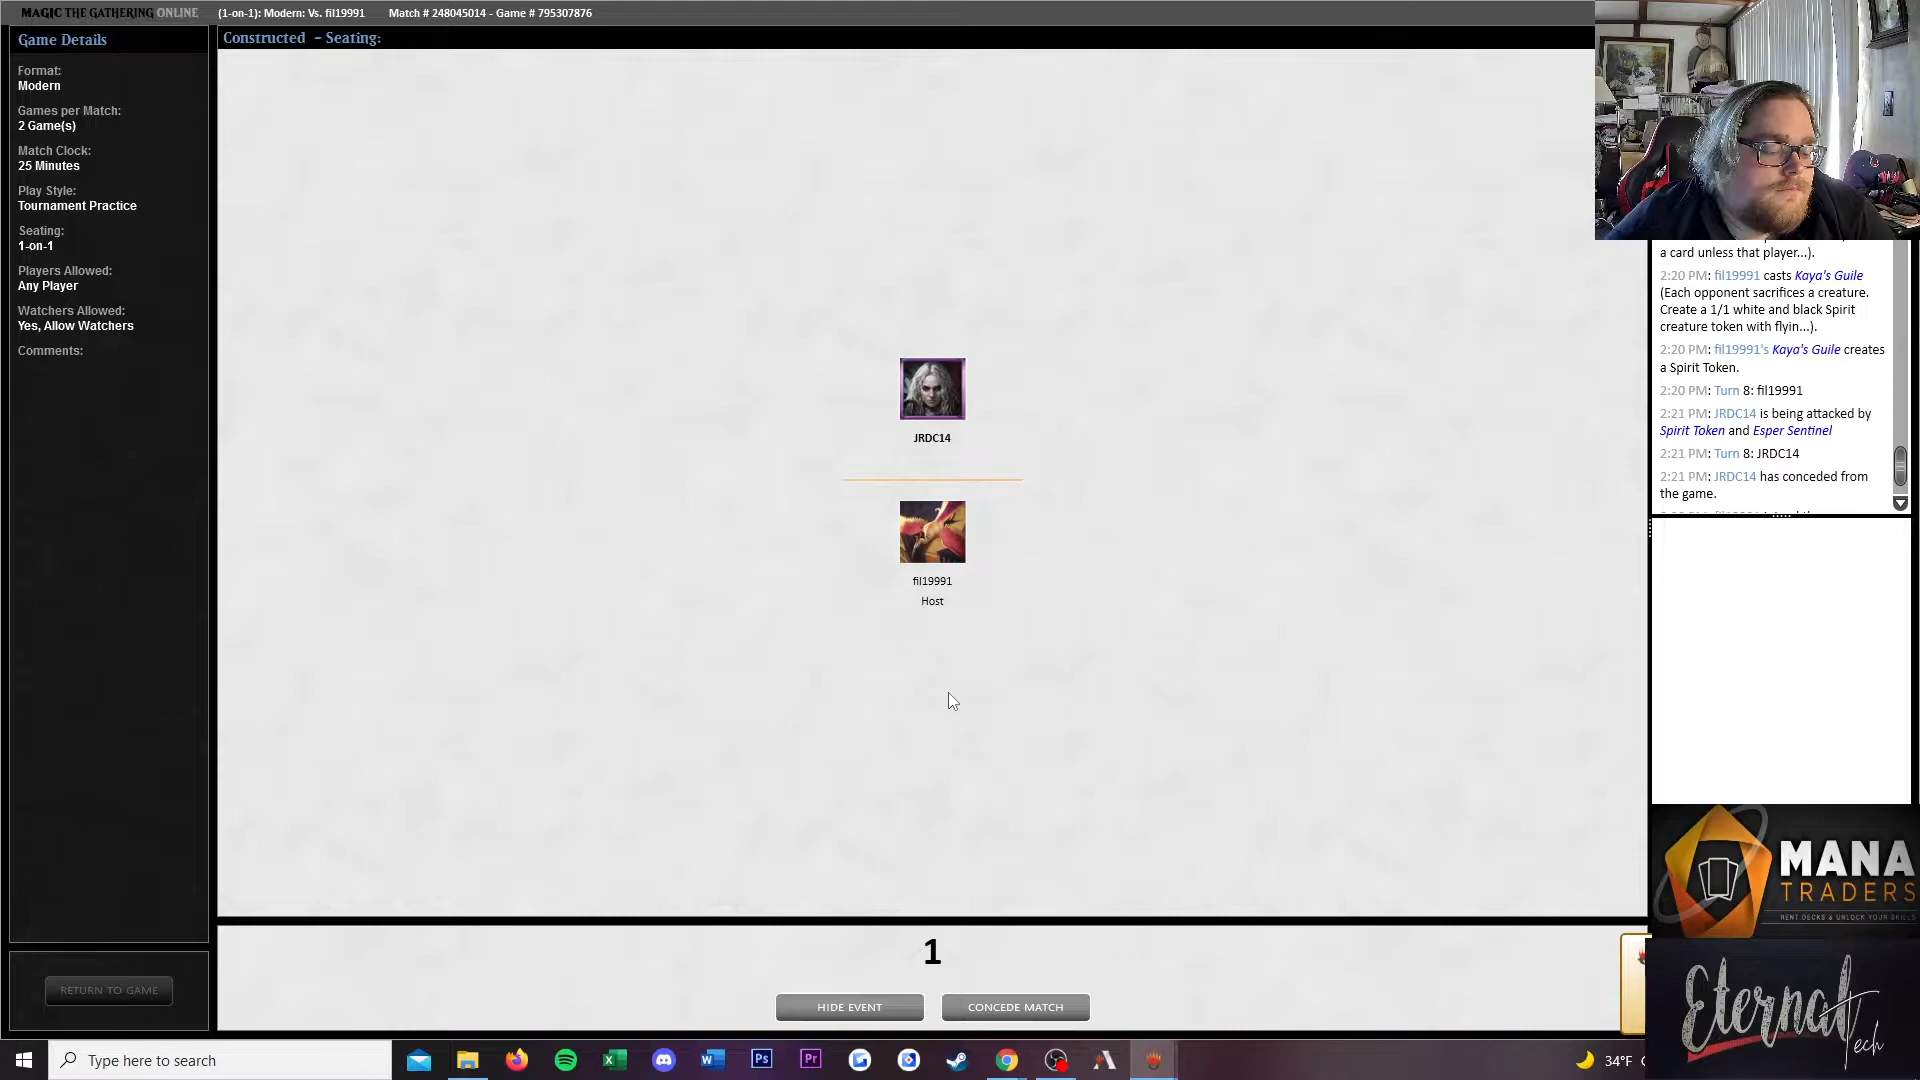 MAGIC THE GATHERING ONLINE
(1-on-1): Modern: Vs. fil19991 Match # 248045014 - Game # 795307876
Game Details
Format:
Modern
Games per Match:
2 Game(s)
Match Clock:
25 Minutes
Play Style:
Tournament Practice
Seating:
1-on-1
Players Allowed:
Any Player
Watchers Allowed:
Yes, Allow Watchers
Comments:
RETURN TO GAME
Constructed - Seating:
JRDC14
fil19991
Host
1
HIDE EVENT
CONCEDE MATCH
a card unless that player...).
2:20 PM: fil19991 casts Kaya's Guile
(Each opponent sacrifices a creature.
Create a 1/1 white and black Spirit
creature token with flyin...).
2:20 PM: fil19991's Kaya's Guile creates
a Spirit Token.
2:20 PM: Turn 8: fil19991
2:21 PM: JRDC14 is being attacked by
Spirit Token and Esper Sentinel
2:21 PM: Turn 8: JRDC14
2:21 PM: JRDC14 has conceded from
the game.
MANA
TRADERS
RENT DECKS & UNLOCK YOUR SKILLS
Eternal
Tech
Type here to search
34°F